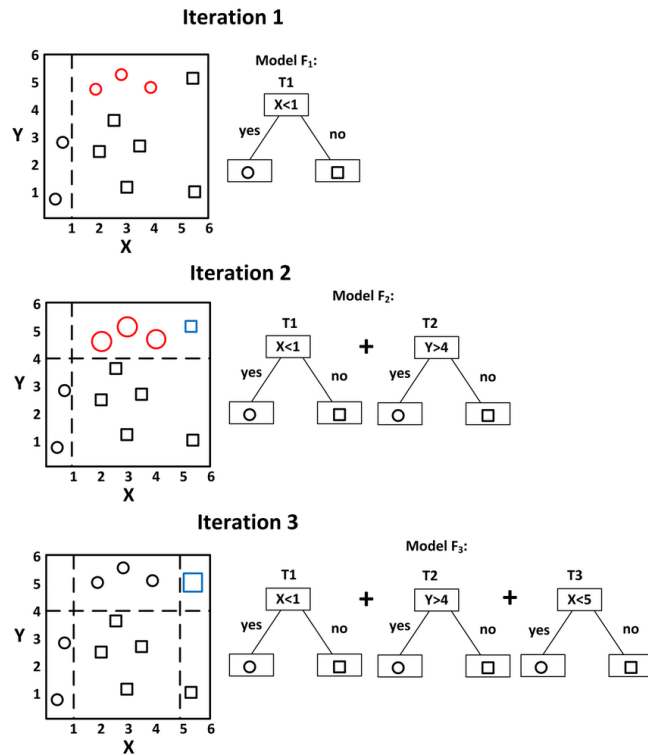 Iteration 1
6
5
4
Y 3
2
1
1 2 3 4 5 6
X
Model F₁:
T1
X<1
yes no
Iteration 2
6
5
4
Y 3
2
1
1 2 3 4 5 6
X
Model F₂:
T1 T2
X<1 + Y>4
yes no yes no
Iteration 3
6
5
4
Y 3
2
1
1 2 3 4 5 6
X
Model F₃:
T1 T2 T3
X<1 + Y>4 + X<5
yes no yes no yes no